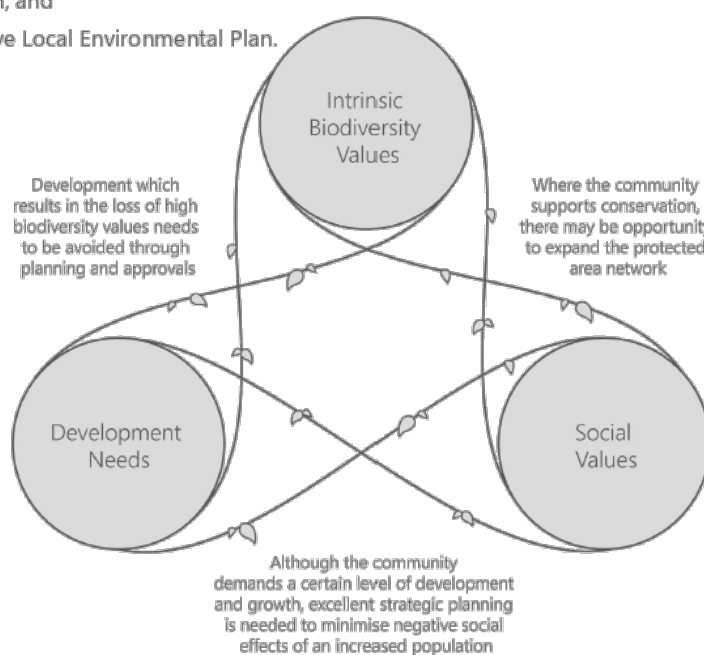 , and
ve Local Environmental Plan.
Intrinsic
Biodiversity
Values
Development which
results in the loss of high
biodiversity values needs
to be avoided through
planning and approvals
Where the community
supports conservation,
there may be opportunity
to expand the protected
area network
Development
Needs
Social
Values
Although the community
demands a certain level of development
and growth, excellent strategic planning
is needed to minimise negative social
effects of an increased population